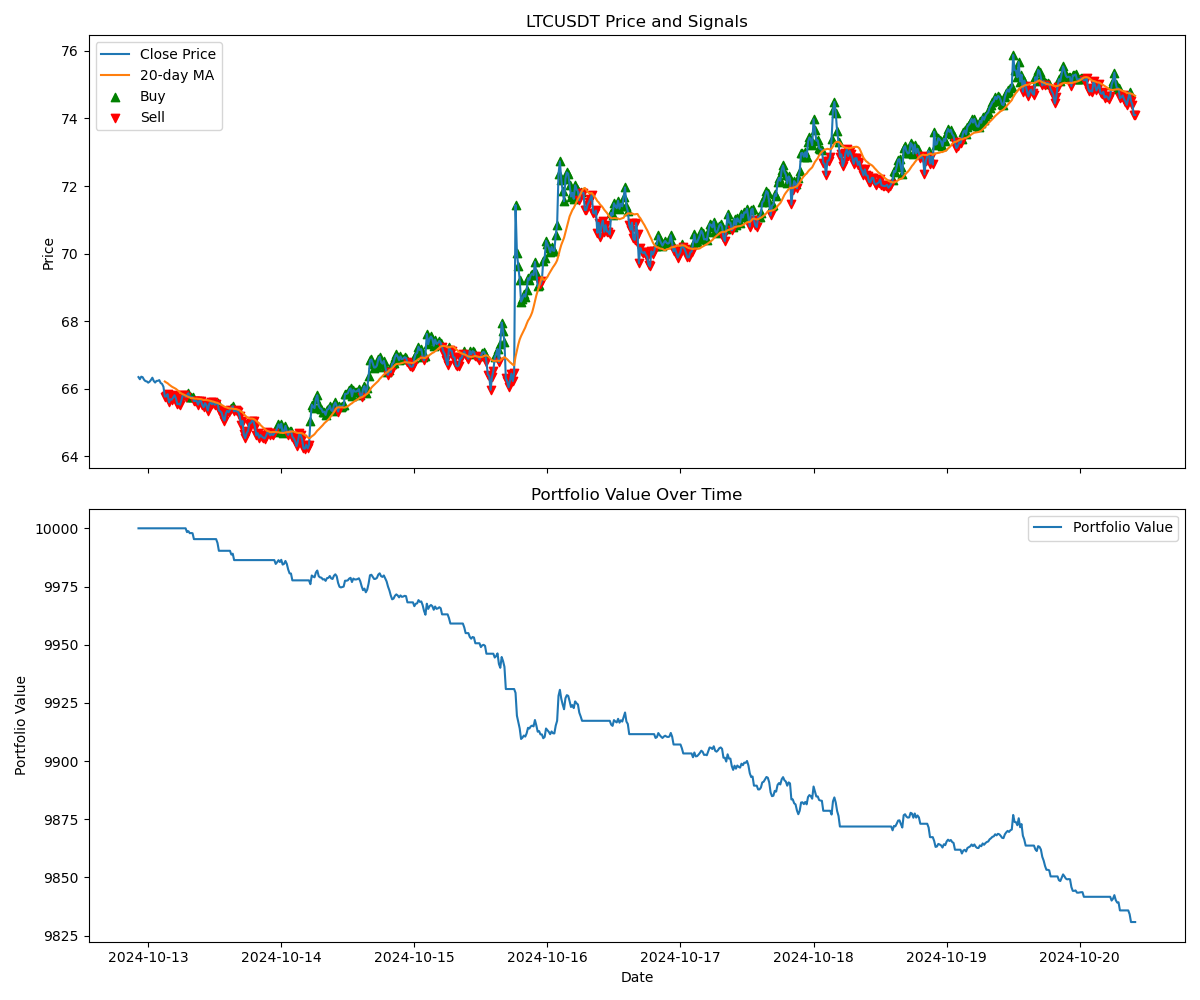 LTCUSDT Price and Signals
Close Price
20-day MA
Buy
Sell
76
74
72
70
68
66
64
Price
Portfolio Value Over Time
Portfolio Value
10000
9975
9950
9925
9900
9875
9850
9825
Portfolio Value
2024-10-13 2024-10-14 2024-10-15 2024-10-16 2024-10-17 2024-10-18 2024-10-19 2024-10-20
Date